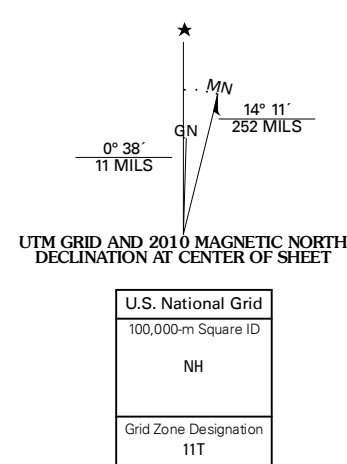 MN
GN
14° 11´
252 MILS
0° 38´
11 MILS
UTM GRID AND 2010 MAGNETIC NORTH
DECLINATION AT CENTER OF SHEET
U.S. National Grid
100,000-m Square ID
NH
Grid Zone Designation
11T